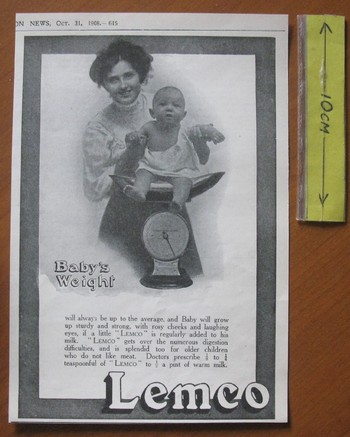 ON NEWS, OCT. 31, 1908.— 615
10CM
Baby's
Weight
will always be up to the average, and Baby will grow
up sturdy and strong, with rosy cheeks and laughing
eyes, if a little "LEMCO" is regularly added to his
milk. "LEMCO" gets over the numerous digestion
difficulties, and is splendid too for older children
who do not like meat. Doctors prescribe to
teaspoonful of "LEMCO" to a pint of warm milk.
Lemco